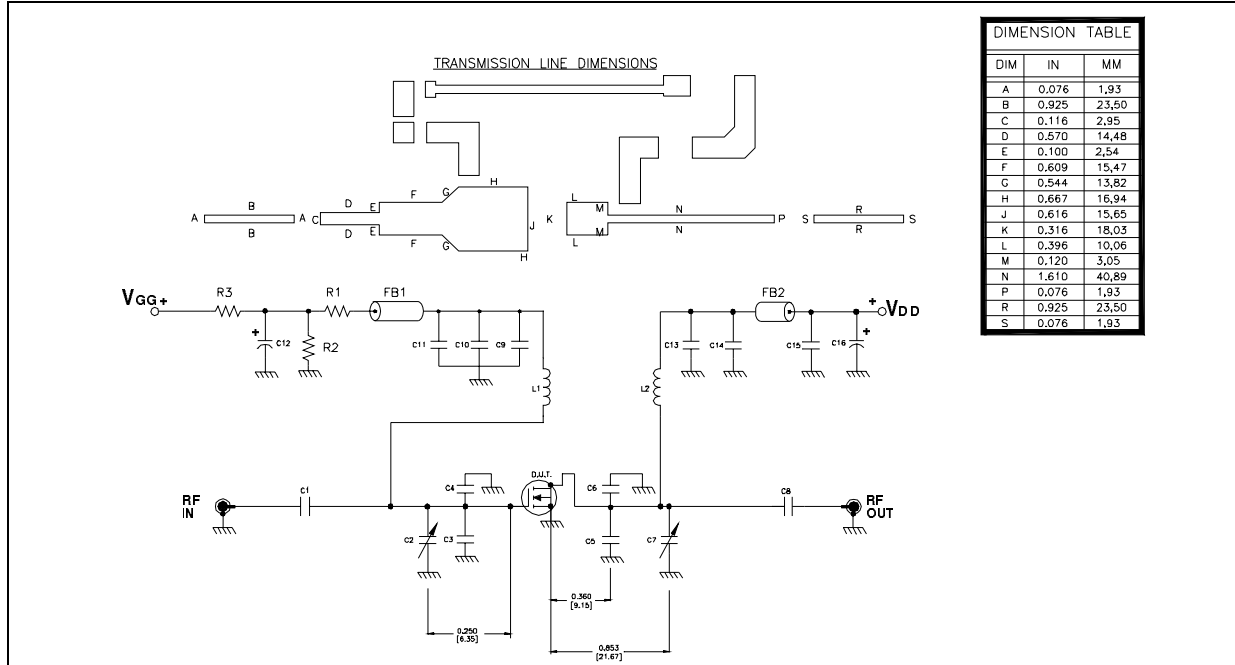 TRANSMISSION LINE DIMENSIONS
DIMENSION TABLE
DIM IN MM
A 0.076 1,93
B 0.925 23,50
C 0.116 2,95
D 0.570 14,48
E 0.100 2,54
F 0.609 15,47
G 0.544 13,82
H 0.667 16,94
J 0.616 15,65
K 0.316 18,03
L 0.396 10,06
M 0.120 3,05
N 1.610 40,89
P 0.076 1,93
R 0.925 23,50
S 0.076 1,93
H
G
F
D
E
B
A
A
C
B
D
E
F
G
H
J
K
L
M
M
L
N
N
P
S
R
R
S
VGG+
R3
R1
FB1
FB2
+
VDD
+
C12
R2
C11
C10
C9
L1
L2
C13
C14
C15
+
C16
RF
IN
C1
C2
C4
C3
D.U.T.
C6
C5
C7
C8
RF
OUT
0.360
[9.15]
0.250
[6.35]
0.853
[21.67]